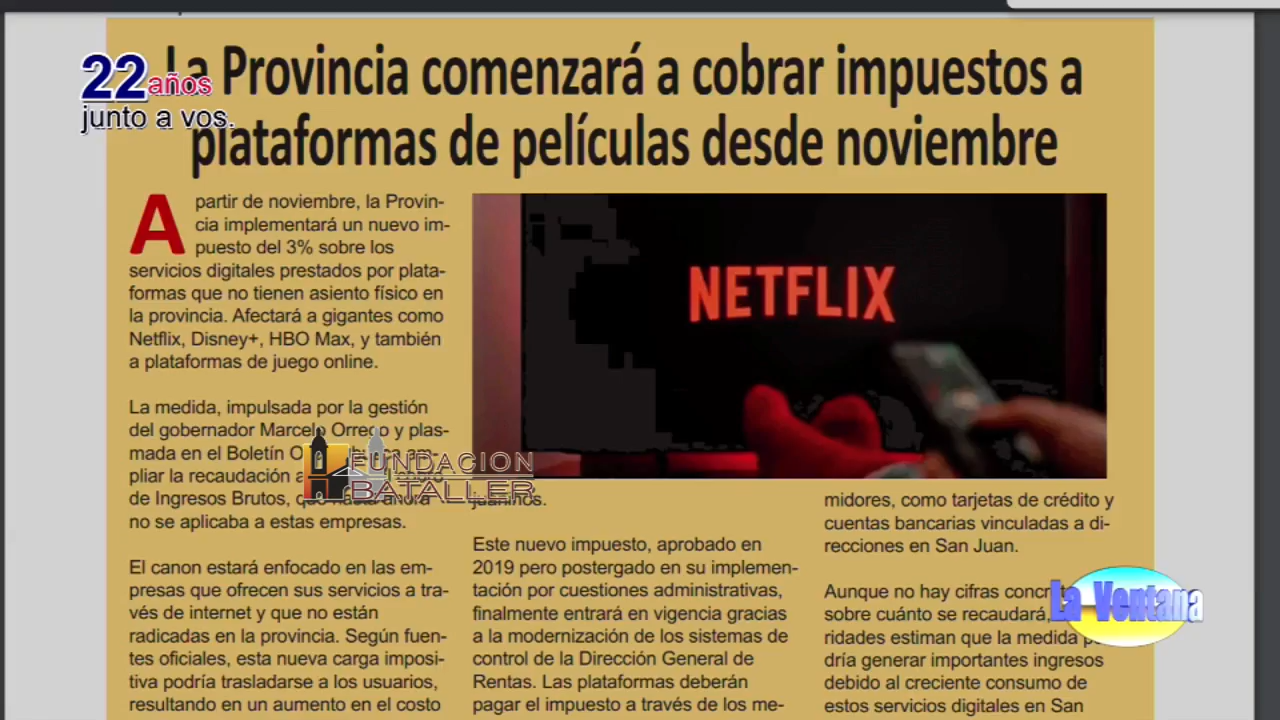 22 años
junto a vos.
La Provincia comenzará a cobrar impuestos a
plataformas de películas desde noviembre
A partir de noviembre, la Provin-
cia implementará un nuevo im-
puesto del 3% sobre los
servicios digitales prestados por plata-
formas que no tienen asiento físico en
la provincia. Afectará a gigantes como
Netflix, Disney+, HBO Max, y también
a plataformas de juego online.
La medida, impulsada por la gestión
del gobernador Marcelo Orrego y plas-
mada en el Boletín
pliar la recaudación a
de Ingresos Brutos, que hasta ahora
no se aplicaba a estas empresas.
El canon estará enfocado en las em-
presas que ofrecen sus servicios a tra-
vés de internet y que no están
radicadas en la provincia. Según fuen-
tes oficiales, esta nueva carga imposi-
tiva podría trasladarse a los usuarios,
resultando en un aumento en el costo
NETFLIX
FUNDACION
BATALLER
juaninos.
Este nuevo impuesto, aprobado en
2019 pero postergado en su implemen-
tación por cuestiones administrativas,
finalmente entrará en vigencia gracias
a la modernización de los sistemas de
control de la Dirección General de
Rentas. Las plataformas deberán
pagar el impuesto a través de los me-
midores, como tarjetas de crédito y
cuentas bancarias vinculadas a di-
recciones en San Juan.
Aunque no hay cifras
sobre cuánto se recaudará,
ridades estiman que la medida
dría generar importantes ingresos
debido al creciente consumo de
estos servicios digitales en San
La Ventana